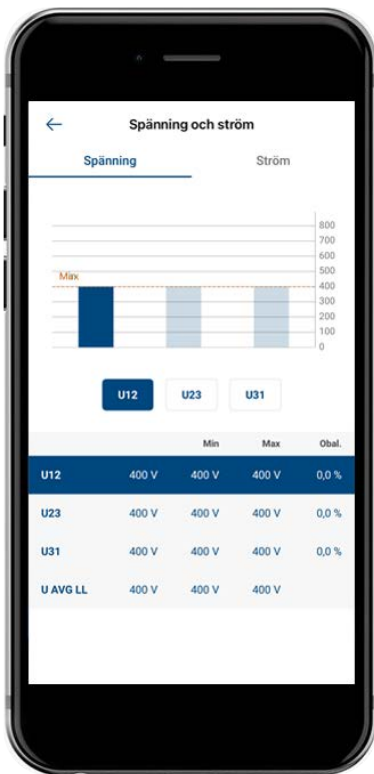 Spänning och ström
Spänning Ström
800
700
600
500
Max
400
300
200
100
0
U12 U23 U31
Min Max Obal.
U12 400 V 400 V 400 V 0,0 %
U23 400 V 400 V 400 V 0,0 %
U31 400 V 400 V 400 V 0,0 %
U AVG LL 400 V 400 V 400 V